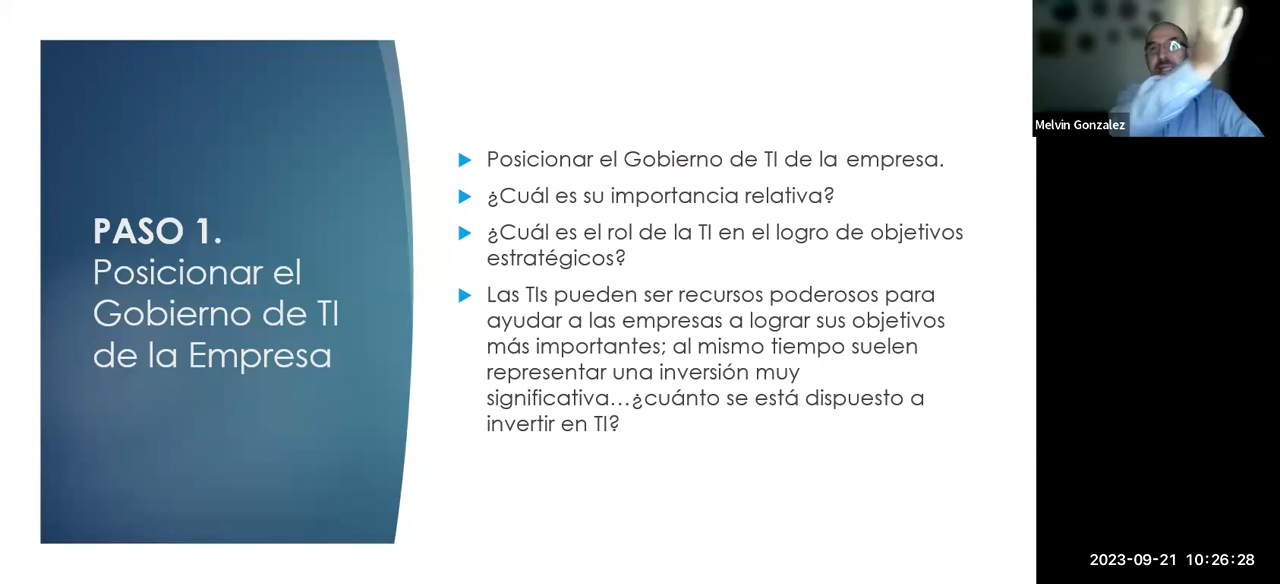 PASO 1.
Posicionar el
Gobierno de TI
de la Empresa
Posicionar el Gobierno de TI de la empresa.
¿Cuál es su importancia relativa?
¿Cuál es el rol de la TI en el logro de objetivos
estratégicos?
Las TIs pueden ser recursos poderosos para
ayudar a las empresas a lograr sus objetivos
más importantes; al mismo tiempo suelen
representar una inversión muy
significativa...¿cuánto se está dispuesto a
invertir en TI?
Melvin Gonzalez
2023-09-21 10:26:28